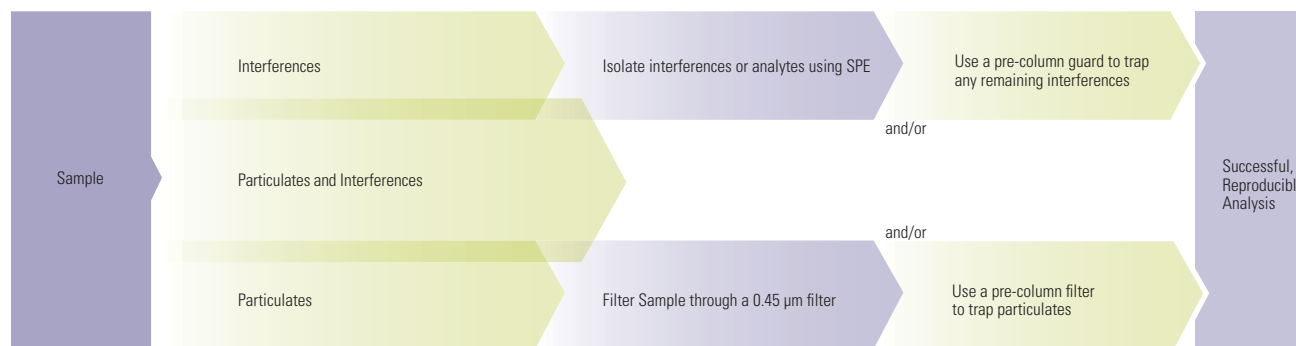 Interferences
Isolate interferences or analytes using SPE
Use a pre-column guard to trap
any remaining interferences
and/or
Sample
Particulates and Interferences
Successful,
Reproducibl
Analysis
and/or
Particulates
Filter Sample through a 0.45 µm filter
Use a pre-column filter
to trap particulates